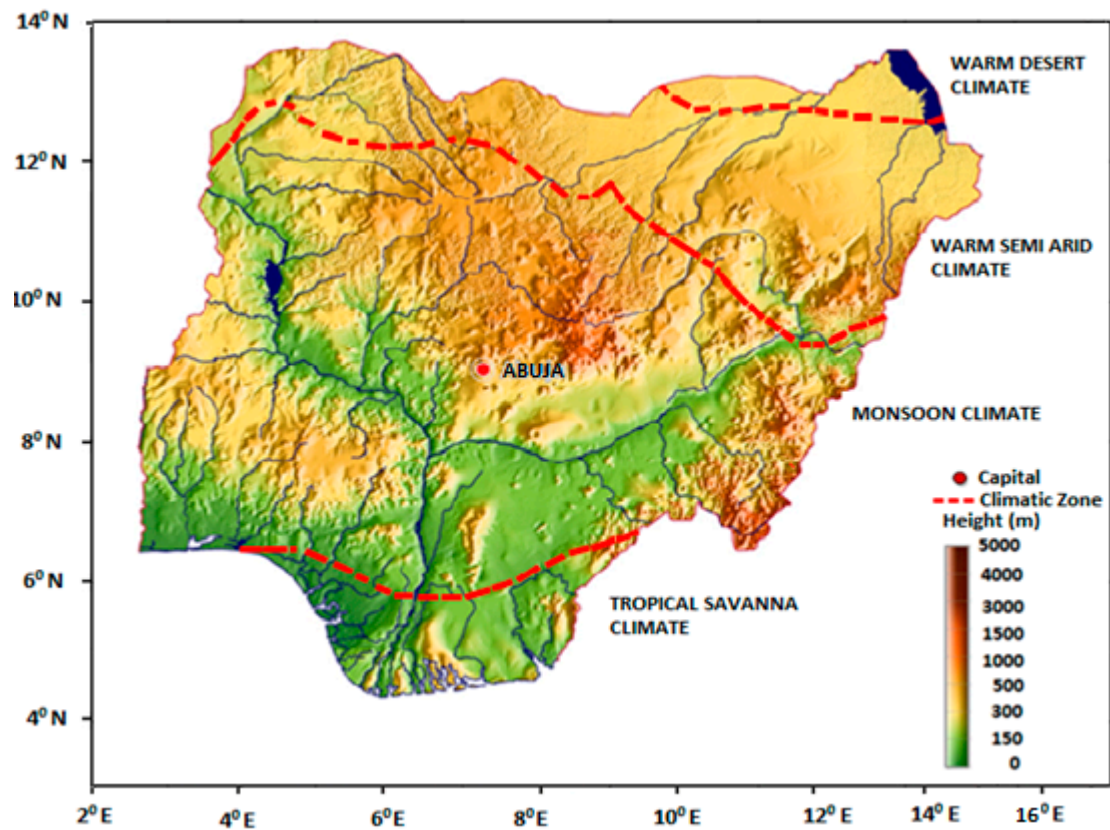 14⁰ N
12⁰ N
10⁰ N
8⁰ N
6⁰ N
4⁰ N
WARM DESERT
CLIMATE
WARM SEMI ARID
CLIMATE
ABUJA
MONSOON CLIMATE
TROPICAL SAVANNA
CLIMATE
Capital
Climatic Zone
Height (m)
5000
4000
3000
1500
1000
500
300
150
0
2⁰ E
4⁰ E
6⁰ E
8⁰ E
10⁰ E
12⁰ E
14⁰ E
16⁰ E